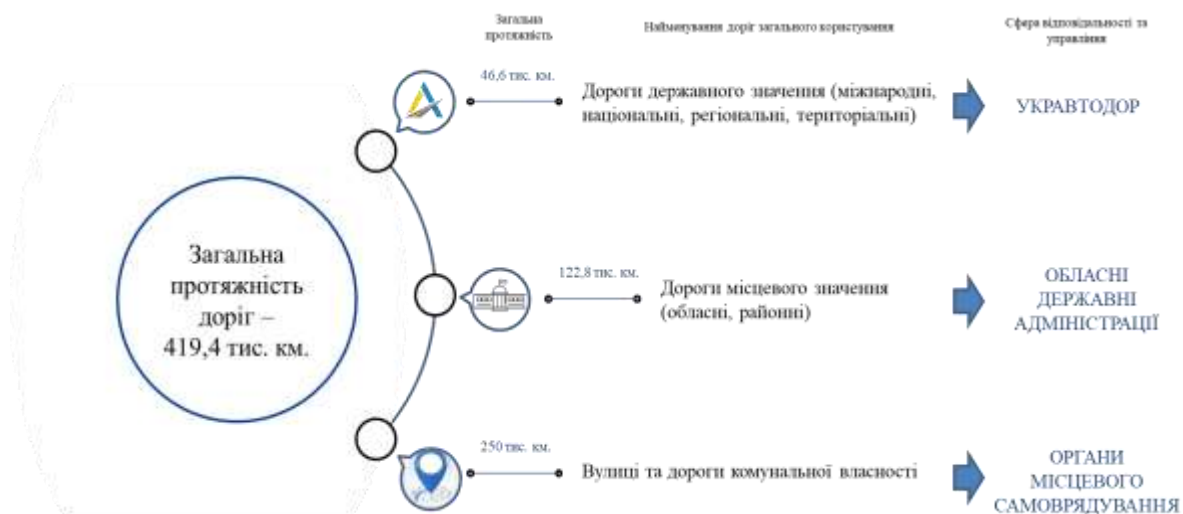 Загальна
протяжність
Найменування доріг загального користування
Сфера відповідальності та
управління
46,6 тис. км.
Дороги державного значення (міжнародні,
національні, регіональні, територіальні)
УКРАВТОДОР
Загальна
протяжність
доріг –
419,4 тис. км.
122,8 тис. км.
Дороги місцевого значення
(обласні, районні)
ОБЛАСНІ
ДЕРЖАВНІ
АДМІНІСТРАЦІЇ
250 тис. км.
Вулиці та дороги комунальної власності
ОРГАНИ
МІСЦЕВОГО
САМОВРЯДУВАННЯ